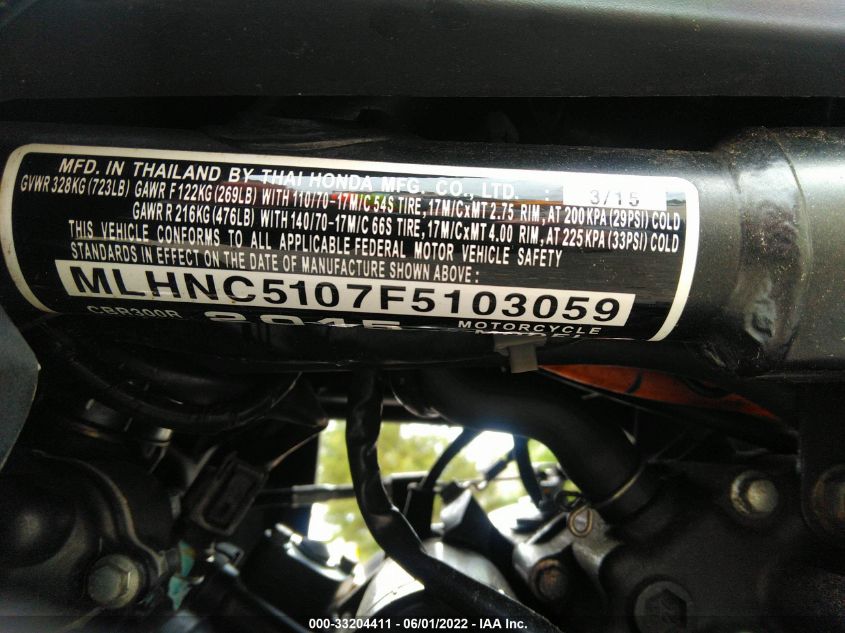 MFD. IN THAILAND BY THAI HONDA MFG. CO., LTD. : 3/15
GVWR 328KG (723LB) GAWR F 122KG (269LB) WITH 110/70-17M/C 54S TIRE, 17M/CxMT 2.75 RIM, AT 200 KPA (29PSI) COLD
GAWR R 216KG (476LB) WITH 140/70-17M/C 66S TIRE, 17M/CxMT 4.00 RIM, AT 225 KPA (33PSI) COLD
THIS VEHICLE CONFORMS TO ALL APPLICABLE FEDERAL MOTOR VEHICLE SAFETY
STANDARDS IN EFFECT ON THE DATE OF MANUFACTURE SHOWN ABOVE :
MLHNC5107F5103059
CBR300R 2015 MOTORCYCLE
000-33204411 - 06/01/2022 - IAA Inc.